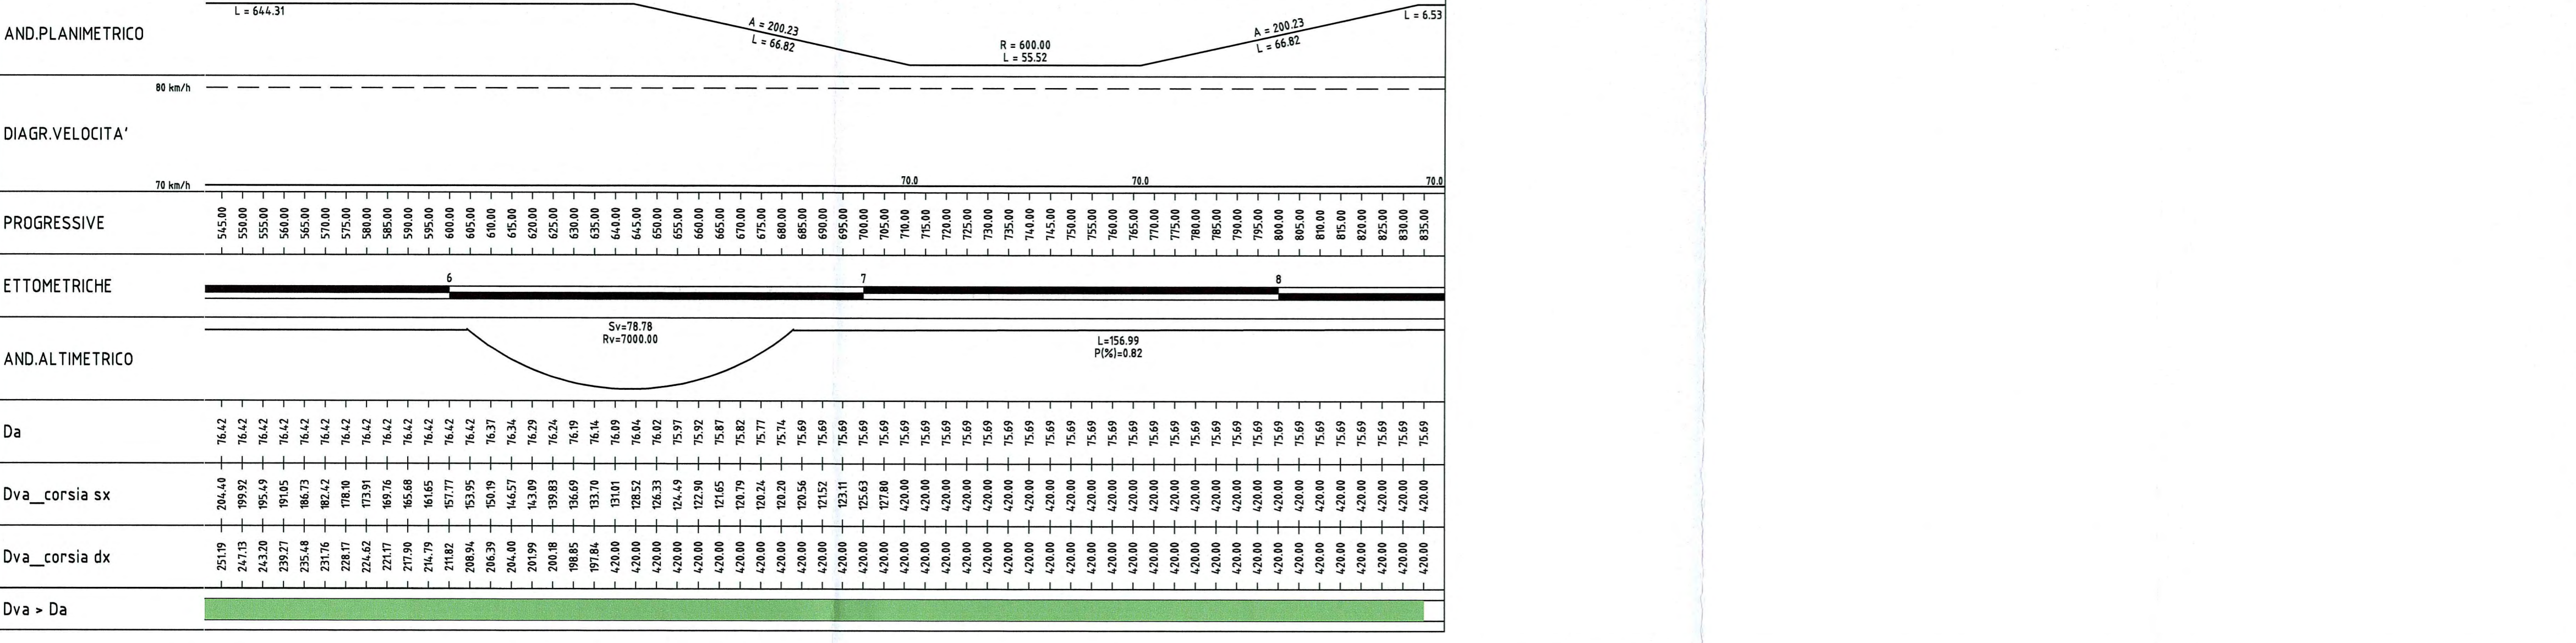 AND.PLANIMETRICO
L = 644.31
A = 200.23
L = 66.82
R = 600.00
L = 55.52
A = 200.23
L = 66.82
L = 6.53
80 km/h
DIAGR.VELOCITA'
70 km/h
70.0 70.0 70.0
PROGRESSIVE
545.00 550.00 555.00 560.00 565.00 570.00 575.00 580.00 585.00 590.00 595.00 600.00 605.00 610.00 615.00 620.00 625.00 630.00 635.00 640.00 645.00 650.00 655.00 660.00 665.00 670.00 675.00 680.00 685.00 690.00 695.00 700.00 705.00 710.00 715.00 720.00 725.00 730.00 735.00 740.00 745.00 750.00 755.00 760.00 765.00 770.00 775.00 780.00 785.00 790.00 795.00 800.00 805.00 810.00 815.00 820.00 825.00 830.00 835.00
ETTOMETRICHE
6 7 8
AND.ALTIMETRICO
Sv=78.78
Rv=7000.00
L=156.99
P(%)=0.82
Da
76.42 76.42 76.42 76.42 76.42 76.42 76.42 76.42 76.42 76.42 76.42 76.42 76.42 76.37 76.34 76.29 76.24 76.19 76.14 76.09 76.04 76.02 75.97 75.92 75.87 75.82 75.77 75.74 75.69 75.69 75.69 75.69 75.69 75.69 75.69 75.69 75.69 75.69 75.69 75.69 75.69 75.69 75.69 75.69 75.69 75.69 75.69 75.69 75.69 75.69 75.69 75.69 75.69 75.69 75.69 75.69 75.69 75.69 75.69
Dva_corsia sx
204.40 199.92 195.49 191.05 186.73 182.42 178.10 173.91 169.76 165.68 161.65 157.77 153.95 150.19 146.57 143.09 139.83 136.69 133.70 131.01 128.52 126.33 124.49 122.90 121.65 120.79 120.24 120.20 120.56 121.52 123.11 125.63 127.80 420.00 420.00 420.00 420.00 420.00 420.00 420.00 420.00 420.00 420.00 420.00 420.00 420.00 420.00 420.00 420.00 420.00 420.00 420.00 420.00 420.00 420.00 420.00 420.00 420.00 420.00
Dva_corsia dx
251.19 247.13 243.20 239.27 235.48 231.76 228.17 224.62 221.17 217.90 214.79 211.82 208.94 206.39 204.00 201.99 200.18 198.85 197.84 420.00 420.00 420.00 420.00 420.00 420.00 420.00 420.00 420.00 420.00 420.00 420.00 420.00 420.00 420.00 420.00 420.00 420.00 420.00 420.00 420.00 420.00 420.00 420.00 420.00 420.00 420.00 420.00 420.00 420.00 420.00 420.00 420.00 420.00 420.00 420.00 420.00 420.00 420.00 420.00
Dva > Da